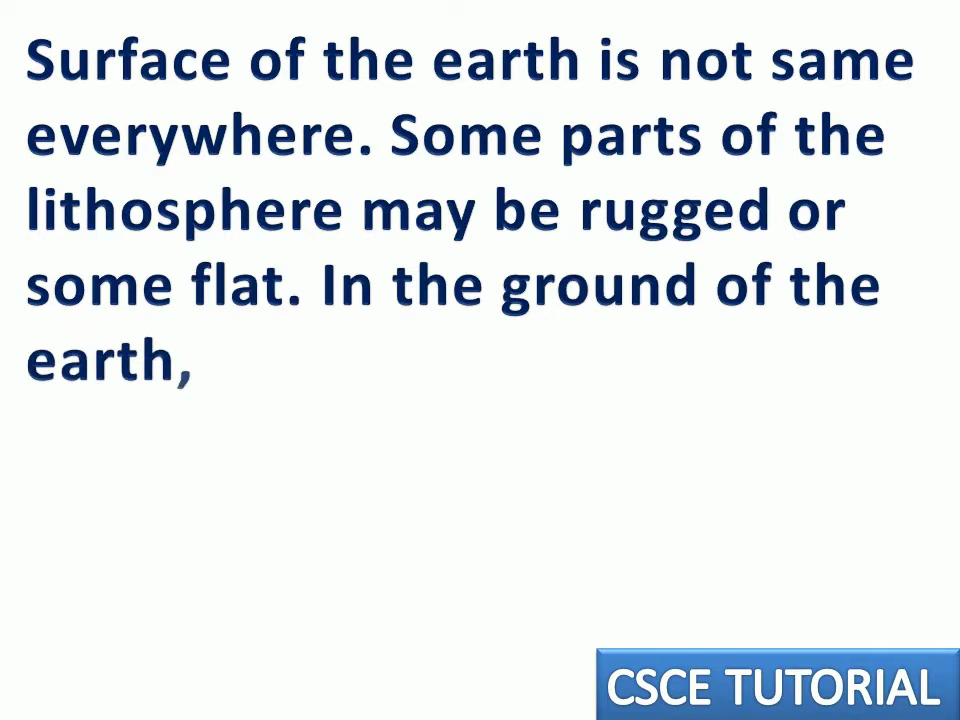 Surface of the earth is not same
everywhere. Some parts of the
lithosphere may be rugged or
some flat. In the ground of the
earth,
CSCE TUTORIAL